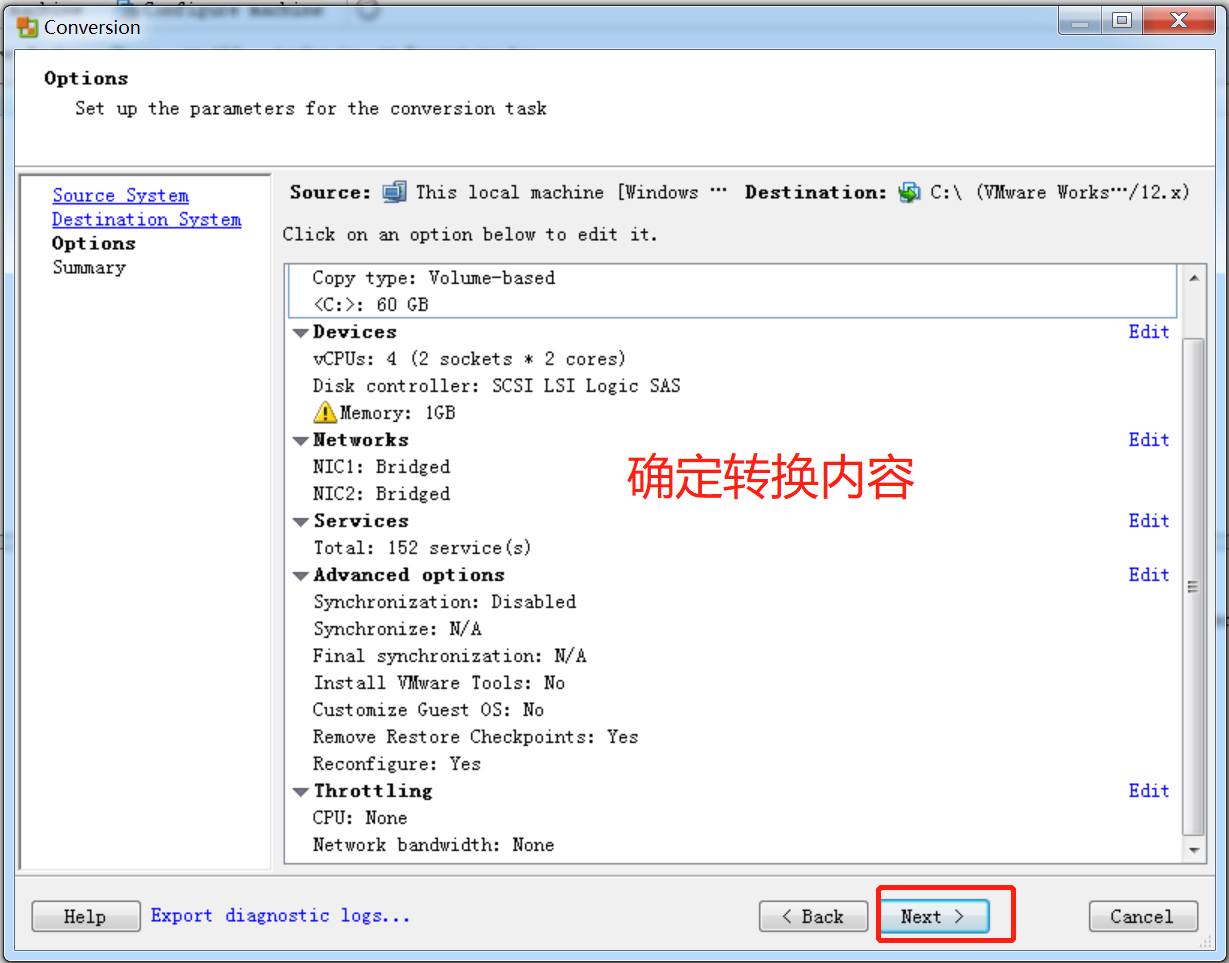 Configure machine
Conversion
Options
Set up the parameters for the conversion task
Source System
Destination System
Options
Summary
Source: This local machine [Windows ··· Destination: C:\ (VMware Works···/12.x)
Click on an option below to edit it.
Copy type: Volume-based
<C:>: 60 GB
Devices Edit
vCPUs: 4 (2 sockets * 2 cores)
Disk controller: SCSI LSI Logic SAS
Memory: 1GB
Networks Edit
NIC1: Bridged
NIC2: Bridged
确定转换内容
Services Edit
Total: 152 service(s)
Advanced options Edit
Synchronization: Disabled
Synchronize: N/A
Final synchronization: N/A
Install VMware Tools: No
Customize Guest OS: No
Remove Restore Checkpoints: Yes
Reconfigure: Yes
Throttling Edit
CPU: None
Network bandwidth: None
Help Export diagnostic logs... < Back Next > Cancel